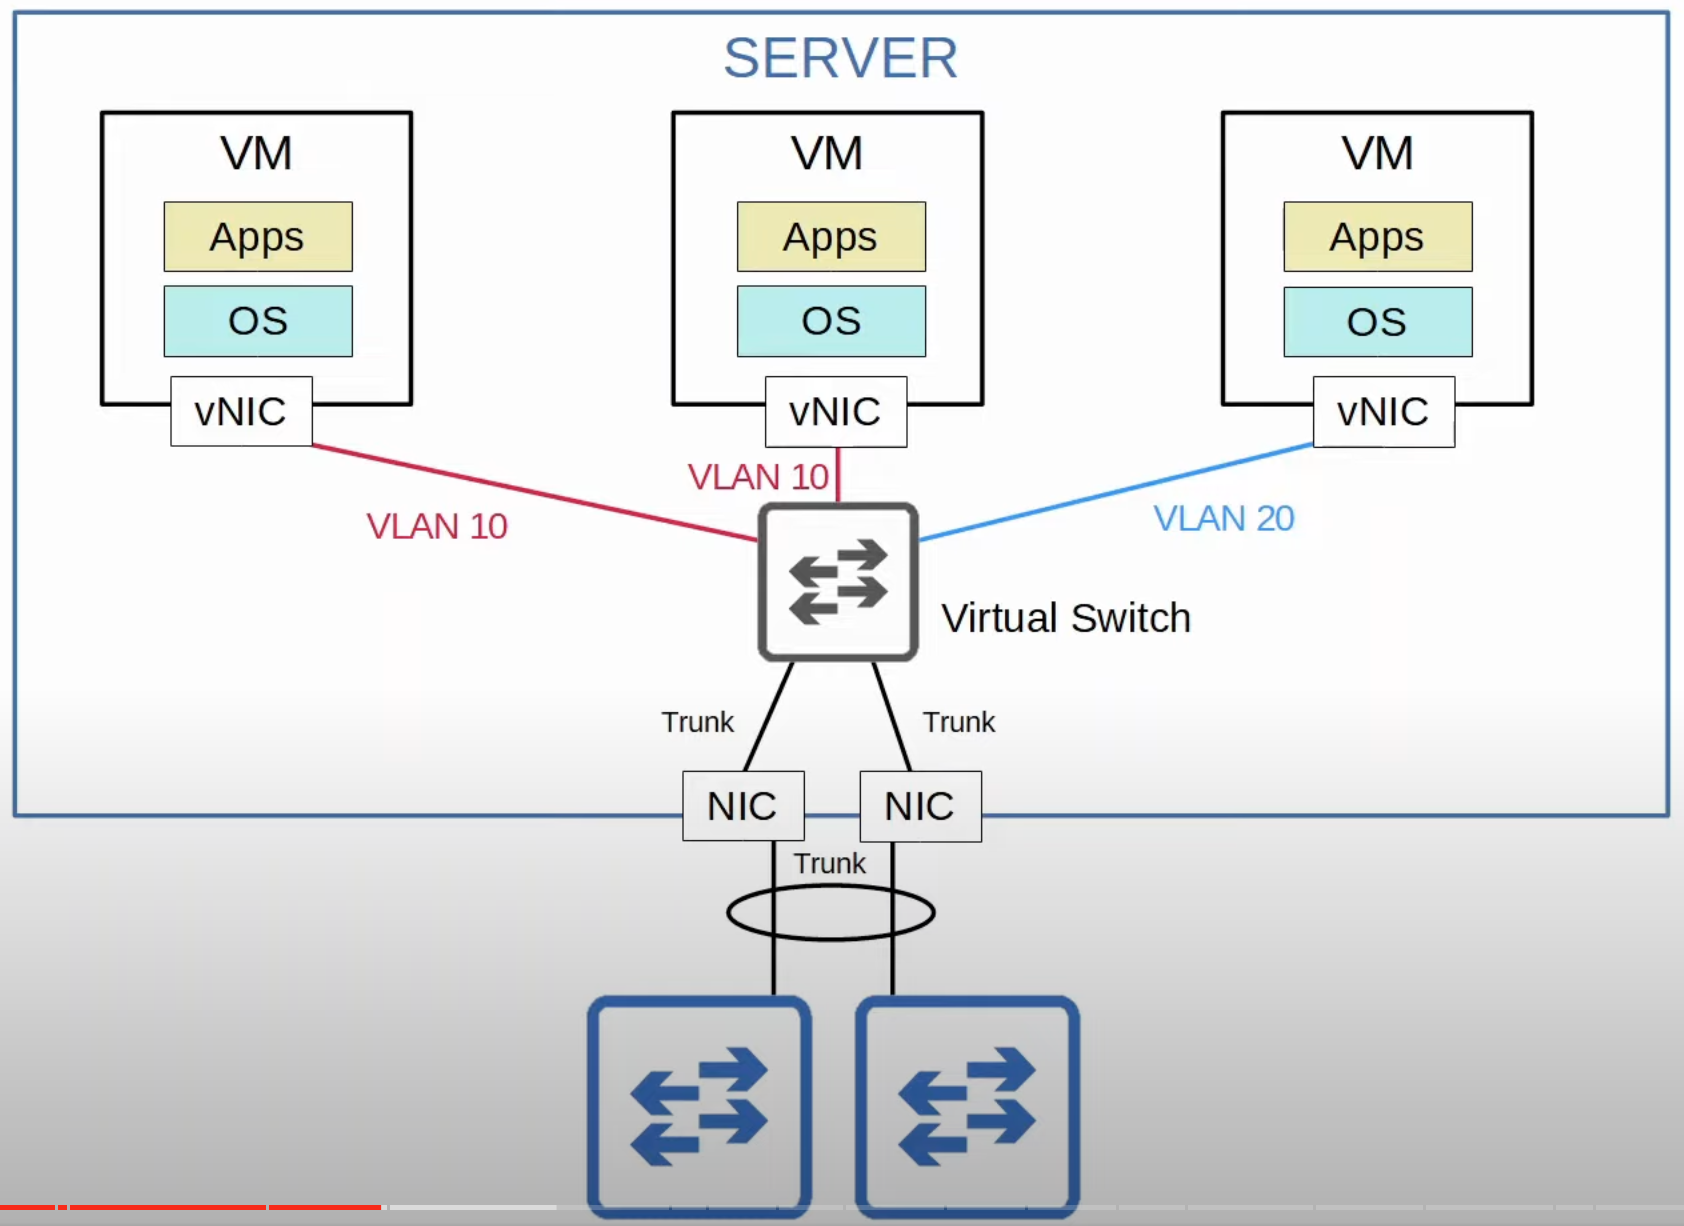 SERVER
VM
VM
VM
Apps
Apps
Apps
OS
OS
OS
vNIC
vNIC
vNIC
VLAN 10
VLAN 10
VLAN 20
Virtual Switch
Trunk
Trunk
NIC
NIC
Trunk